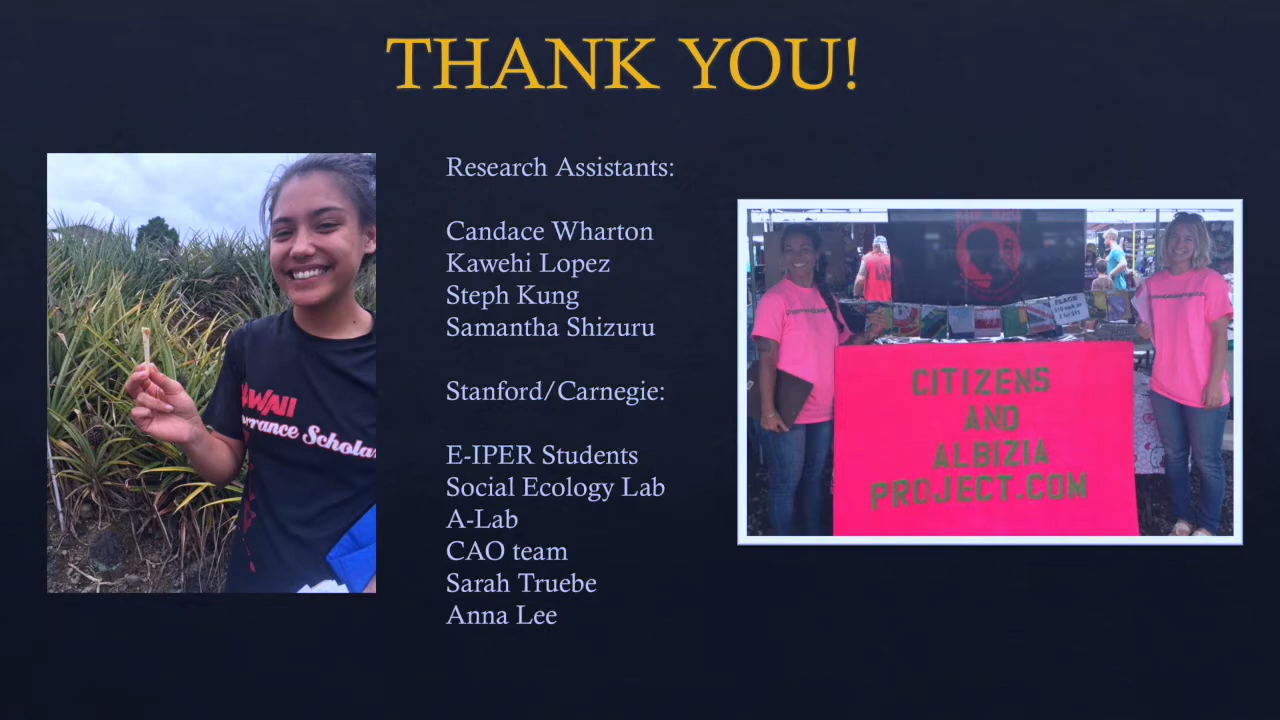 THANK YOU!
Research Assistants:
Candace Wharton
Kawehi Lopez
Steph Kung
Samantha Shizuru
Stanford/Carnegie:
E-IPER Students
Social Ecology Lab
A-Lab
CAO team
Sarah Truebe
Anna Lee
CITIZENS
AND
ALBIZIA
PROJECT.COM
FLAGS